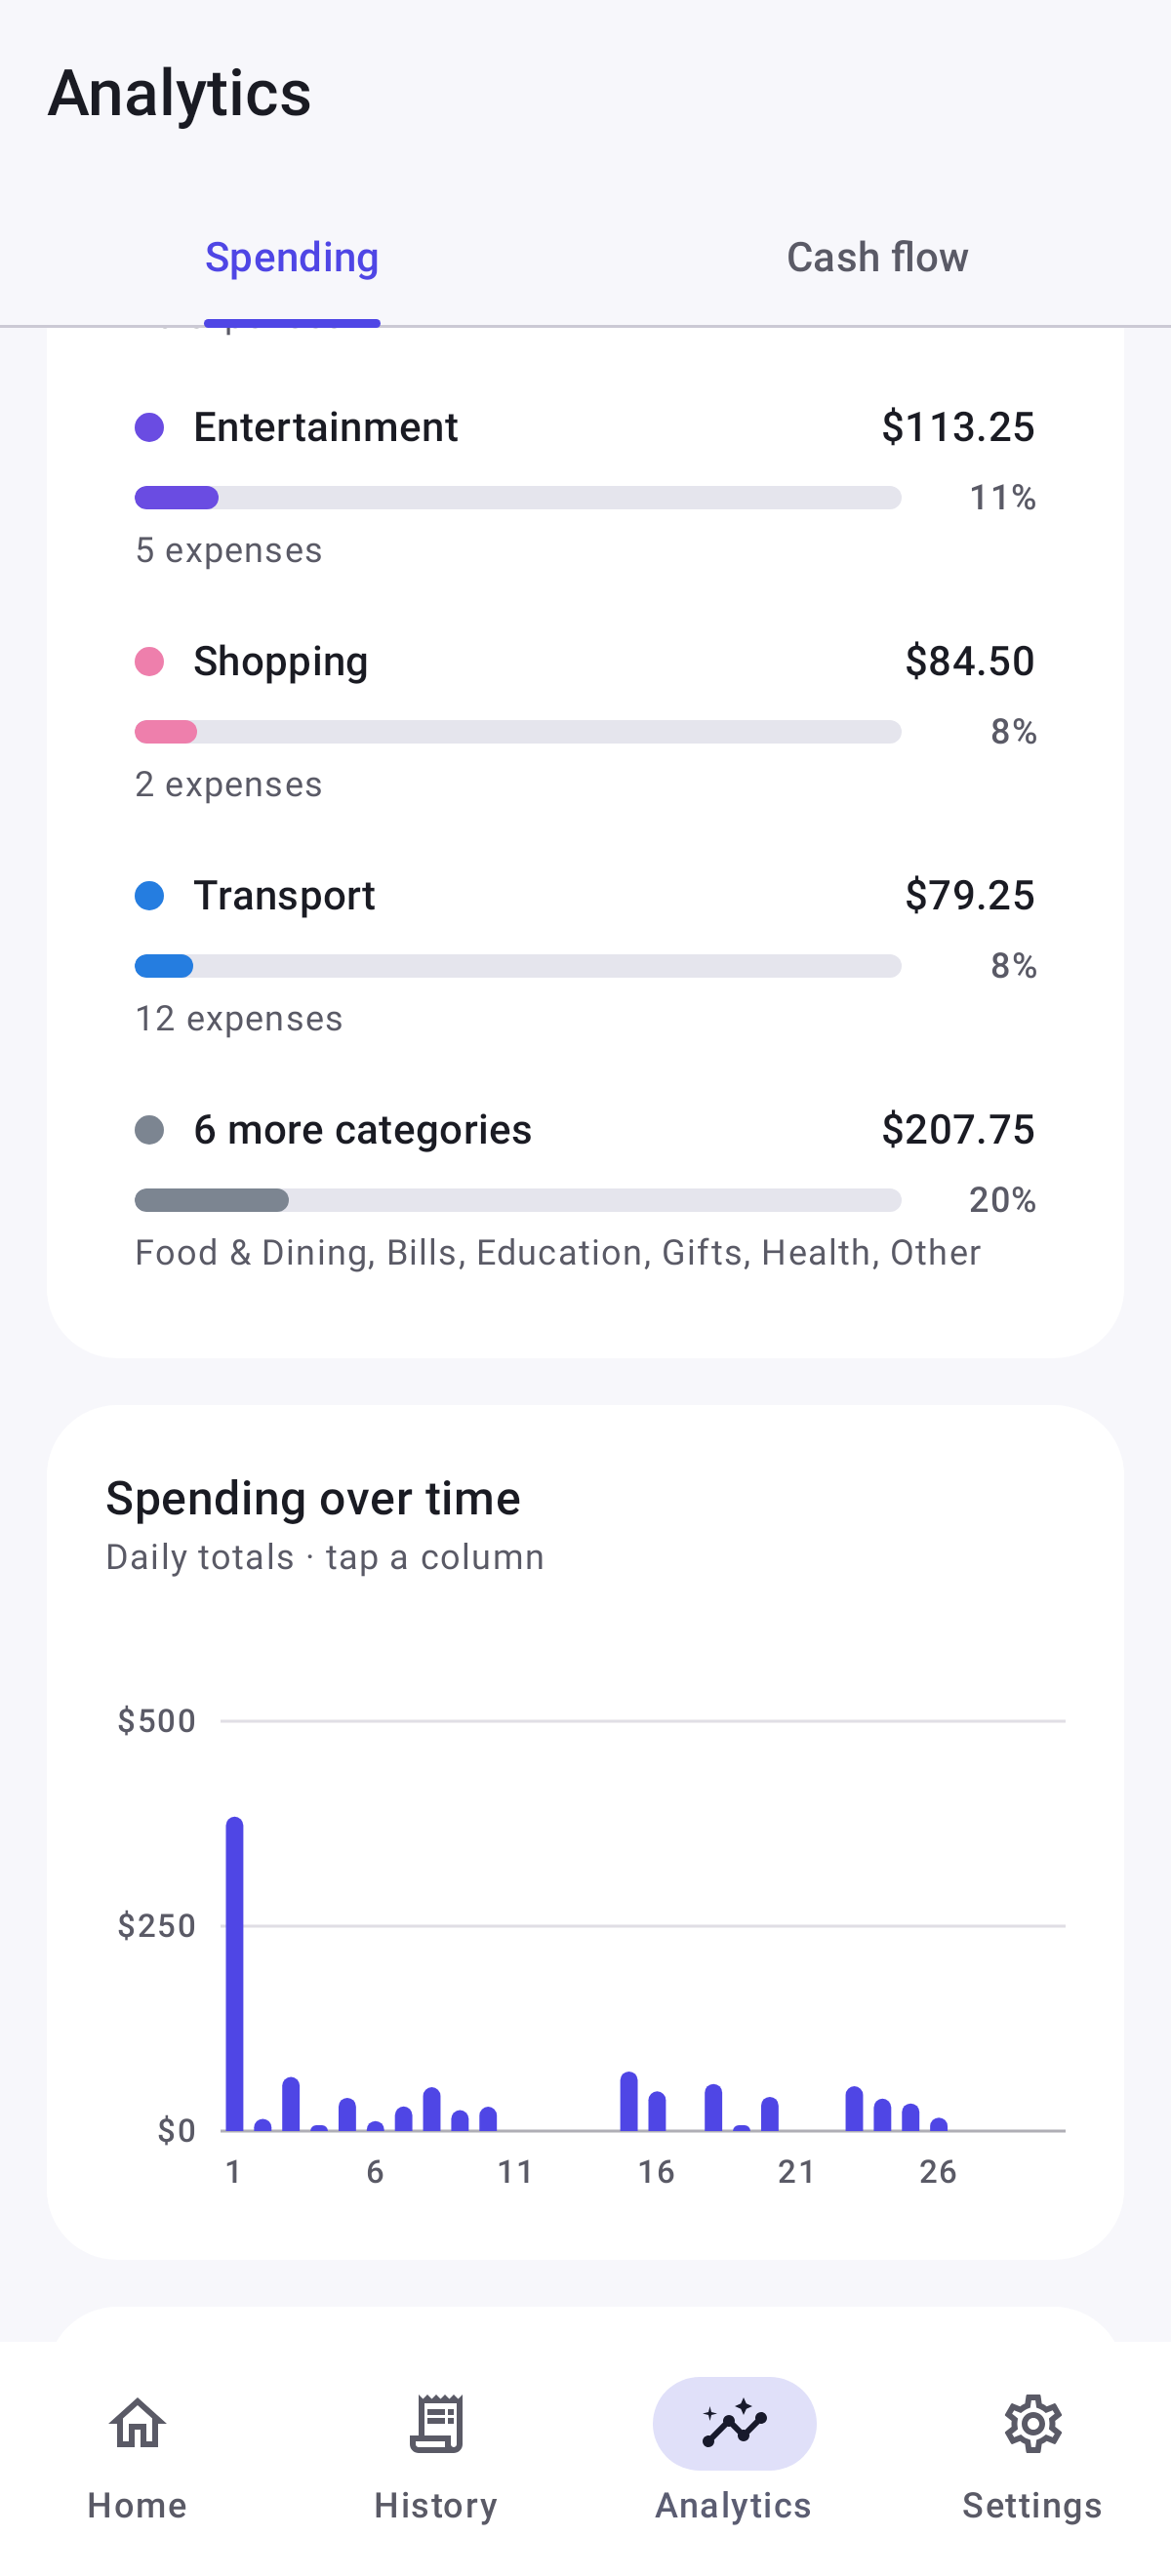 Analytics
Spending
Cash flow
Entertainment
$113.25
11%
5 expenses
Shopping
$84.50
8%
2 expenses
Transport
$79.25
8%
12 expenses
6 more categories
$207.75
20%
Food & Dining, Bills, Education, Gifts, Health, Other
Spending over time
Daily totals · tap a column
$500
$250
$0
1 6 11 16 21 26
Home
History
Analytics
Settings